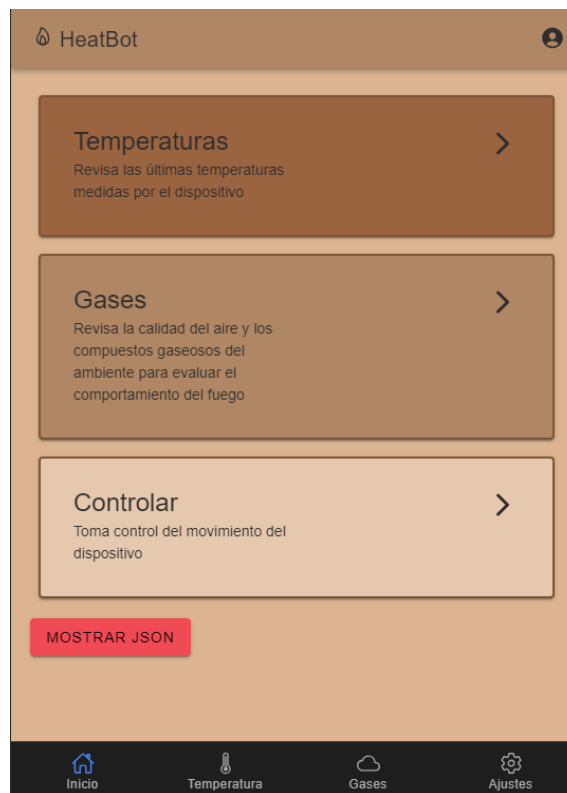 HeatBot
Temperaturas
Revisa las últimas temperaturas
medidas por el dispositivo
Gases
Revisa la calidad del aire y los
compuestos gaseosos del
ambiente para evaluar el
comportamiento del fuego
Controlar
Toma control del movimiento del
dispositivo
MOSTRAR JSON
Inicio
Temperatura
Gases
Ajustes